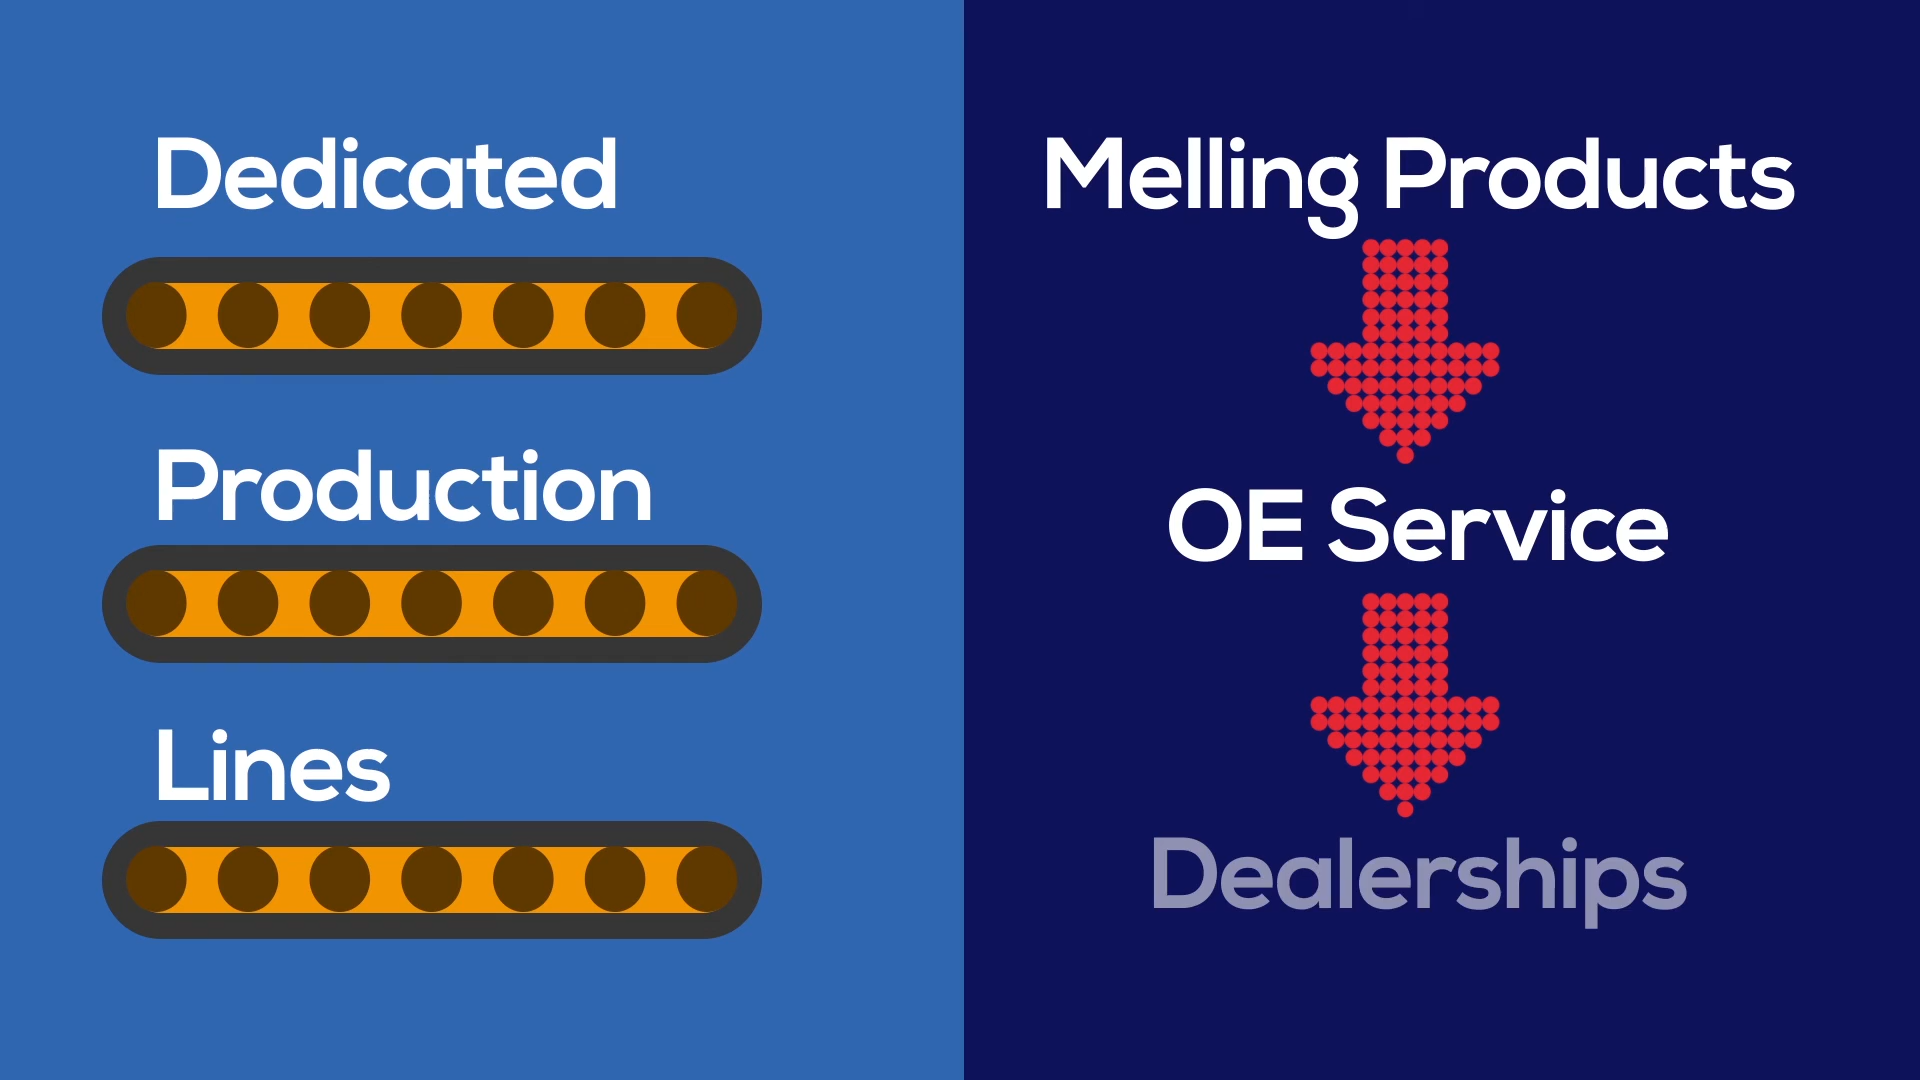 Dedicated
Production
Lines
Melling Products
OE Service
Dealerships